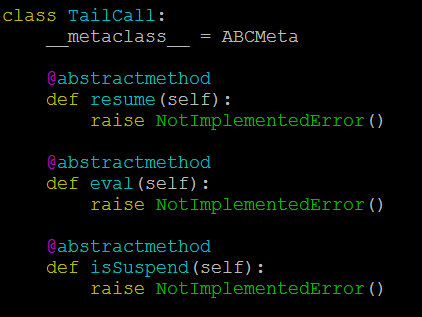 class TailCall:
    __metaclass__ = ABCMeta
    @abstractmethod
    def resume(self):
        raise NotImplementedError()
    @abstractmethod
    def eval(self):
        raise NotImplementedError()
    @abstractmethod
    def isSuspend(self):
        raise NotImplementedError()